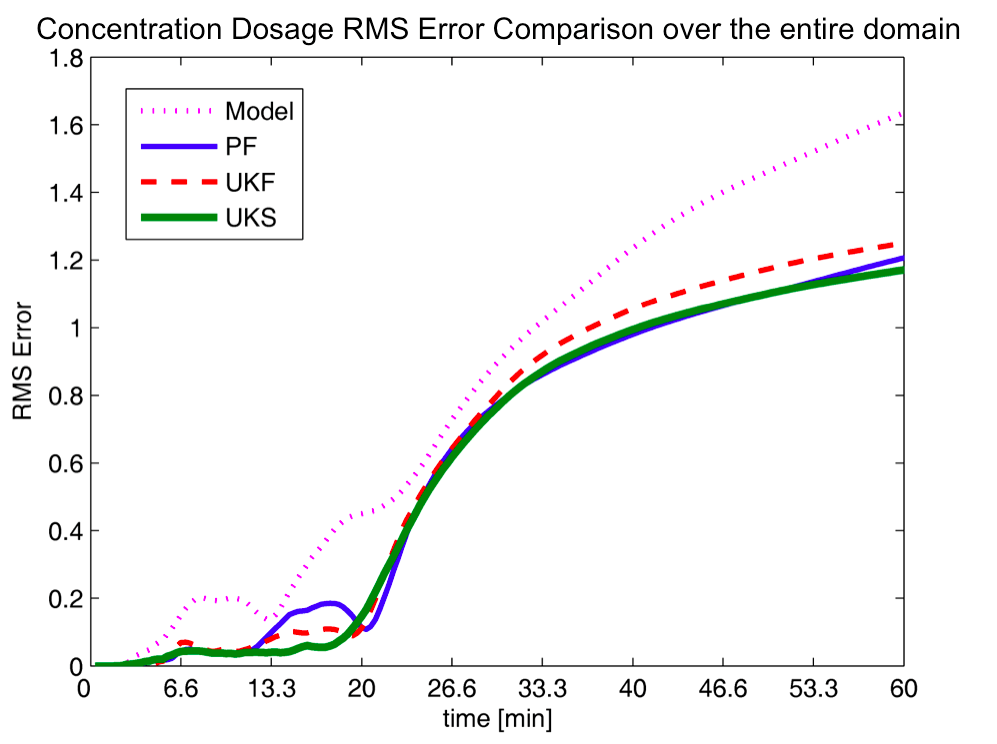 Concentration Dosage RMS Error Comparison over the entire domain
1.8
1.6
1.4
1.2
1
0.8
0.6
0.4
0.2
0
RMS Error
Model
PF
UKF
UKS
0 6.6 13.3 20 26.6 33.3 40 46.6 53.3 60
time [min]